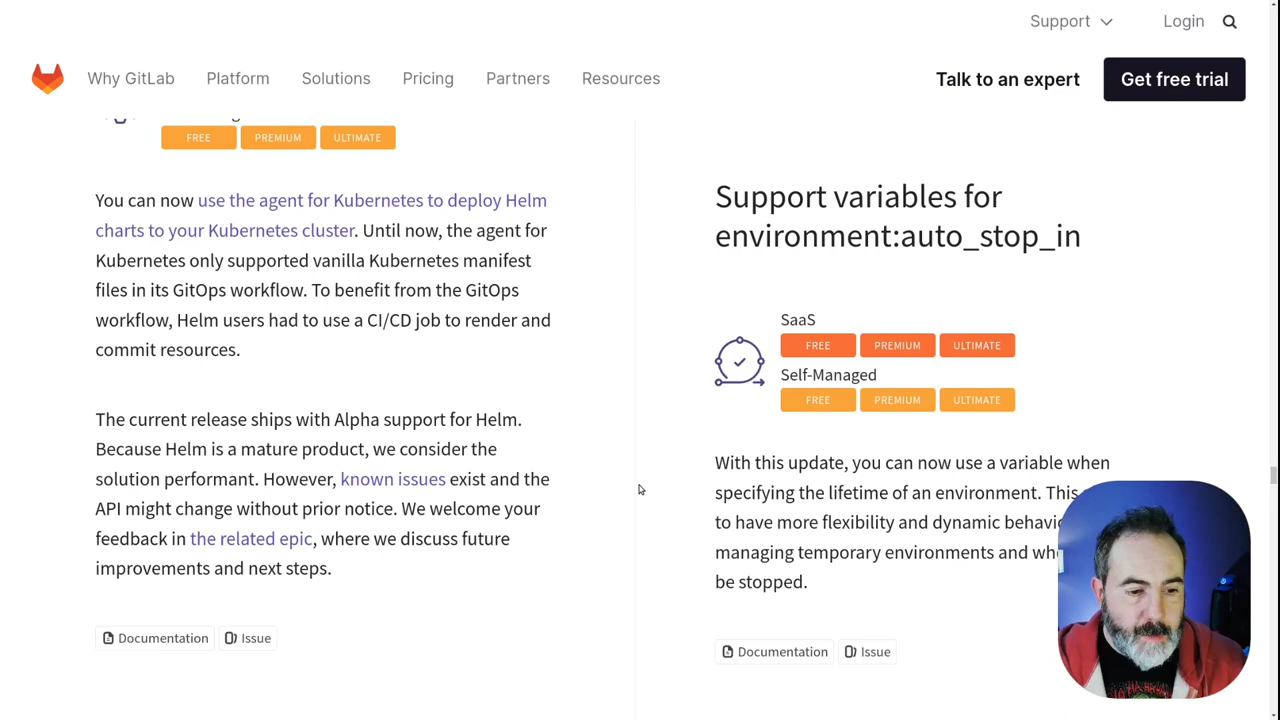 Support
Login
Why GitLab
Platform
Solutions
Pricing
Partners
Resources
Talk to an expert
Get free trial
FREE
PREMIUM
ULTIMATE
You can now use the agent for Kubernetes to deploy Helm
charts to your Kubernetes cluster. Until now, the agent for
Kubernetes only supported vanilla Kubernetes manifest
files in its GitOps workflow. To benefit from the GitOps
workflow, Helm users had to use a CI/CD job to render and
commit resources.
The current release ships with Alpha support for Helm.
Because Helm is a mature product, we consider the
solution performant. However, known issues exist and the
API might change without prior notice. We welcome your
feedback in the related epic, where we discuss future
improvements and next steps.
Documentation
Issue
Support variables for
environment:auto_stop_in
SaaS
FREE
PREMIUM
ULTIMATE
Self-Managed
FREE
PREMIUM
ULTIMATE
With this update, you can now use a variable when
specifying the lifetime of an environment. This
to have more flexibility and dynamic
managing temporary environments and
be stopped.
Documentation
Issue